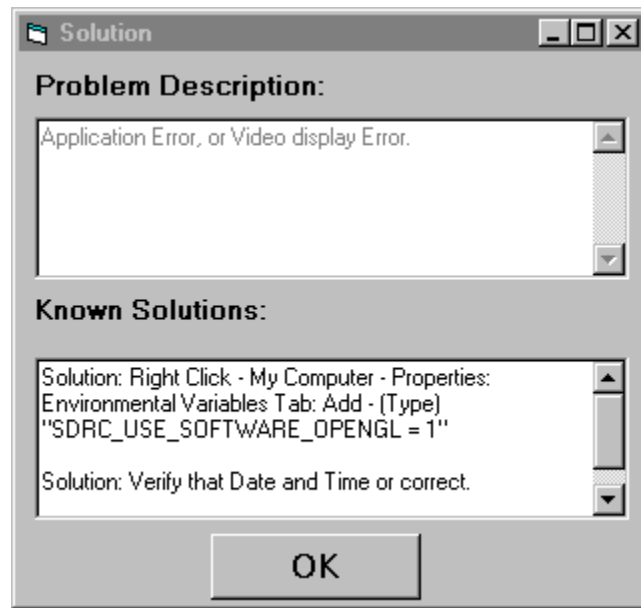 Solution
Problem Description:
Application Error, or Video display Error.
Known Solutions:
Solution: Right Click - My Computer - Properties:
Environmental Variables Tab: Add - (Type)
"SDRC_USE_SOFTWARE_OPENGL = 1"
Solution: Verify that Date and Time or correct.
OK